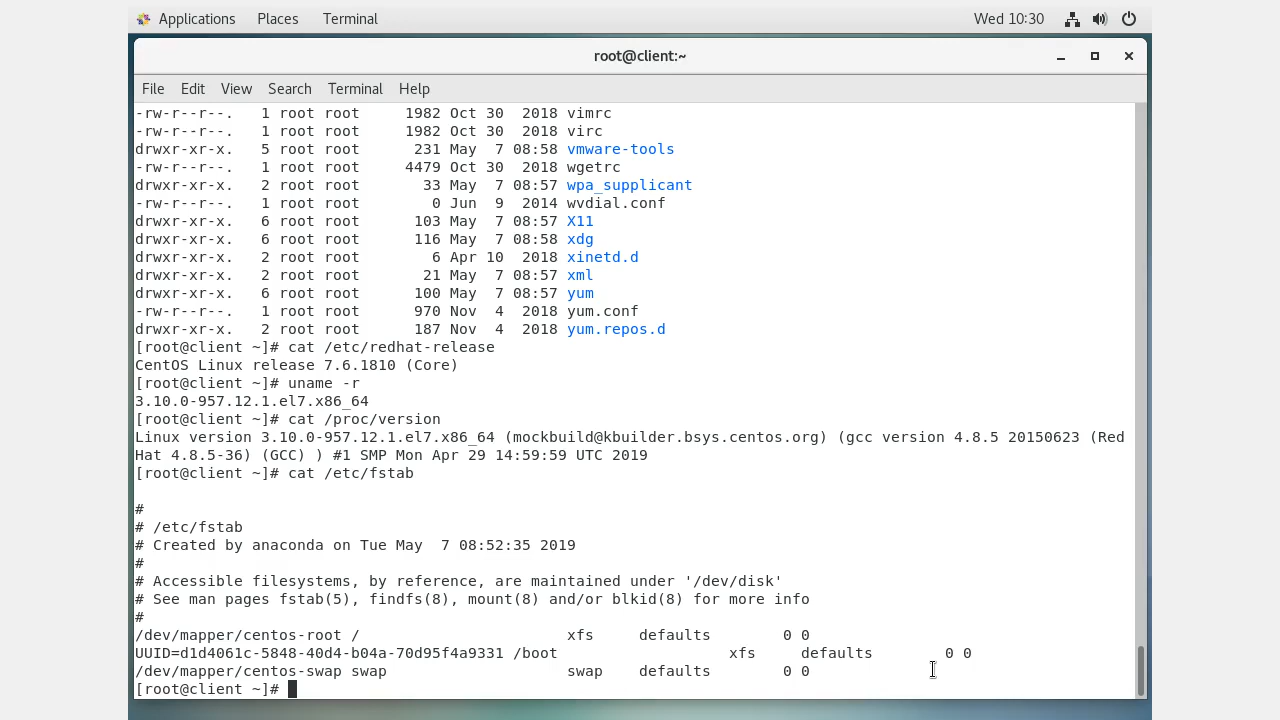 Applications Places Terminal Wed 10:30
root@client:~
File Edit View Search Terminal Help
-rw-r--r--.   1 root root     1982 Oct 30  2018 vimrc
-rw-r--r--.   1 root root     1982 Oct 30  2018 virc
drwxr-xr-x.   5 root root      231 May  7 08:58 vmware-tools
-rw-r--r--.   1 root root     4479 Oct 30  2018 wgetrc
drwxr-xr-x.   2 root root       33 May  7 08:57 wpa_supplicant
-rw-r--r--.   1 root root        0 Jun  9  2014 wvdial.conf
drwxr-xr-x.   6 root root      103 May  7 08:57 X11
drwxr-xr-x.   6 root root      116 May  7 08:58 xdg
drwxr-xr-x.   2 root root        6 Apr 10  2018 xinetd.d
drwxr-xr-x.   2 root root       21 May  7 08:57 xml
drwxr-xr-x.   6 root root      100 May  7 08:57 yum
-rw-r--r--.   1 root root      970 Nov  4  2018 yum.conf
drwxr-xr-x.   2 root root      187 Nov  4  2018 yum.repos.d
[root@client ~]# cat /etc/redhat-release
CentOS Linux release 7.6.1810 (Core)
[root@client ~]# uname -r
3.10.0-957.12.1.el7.x86_64
[root@client ~]# cat /proc/version
Linux version 3.10.0-957.12.1.el7.x86_64 (mockbuild@kbuilder.bsys.centos.org) (gcc version 4.8.5 20150623 (Red
Hat 4.8.5-36) (GCC) ) #1 SMP Mon Apr 29 14:59:59 UTC 2019
[root@client ~]# cat /etc/fstab
#
# /etc/fstab
# Created by anaconda on Tue May  7 08:52:35 2019
#
# Accessible filesystems, by reference, are maintained under '/dev/disk'
# See man pages fstab(5), findfs(8), mount(8) and/or blkid(8) for more info
#
/dev/mapper/centos-root /                       xfs     defaults        0 0
UUID=d1d4061c-5848-40d4-b04a-70d95f4a9331 /boot                   xfs     defaults        0 0
/dev/mapper/centos-swap swap                    swap    defaults        0 0
[root@client ~]#